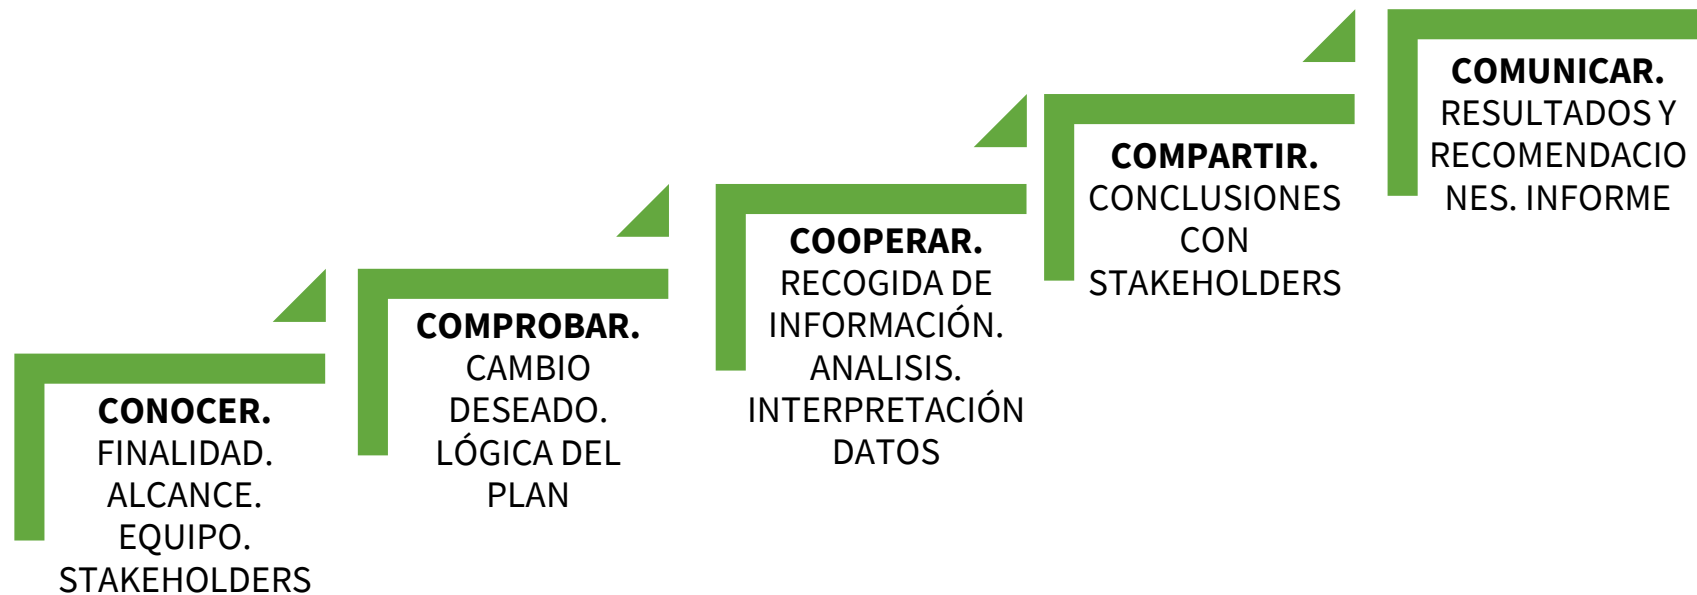 CONOCER.
FINALIDAD.
ALCANCE.
EQUIPO.
STAKEHOLDERS
COMPROBAR.
CAMBIO
DESEADO.
LÓGICA DEL
PLAN
COOPERAR.
RECOGIDA DE
INFORMACIÓN.
ANALISIS.
INTERPRETACIÓN
DATOS
COMPARTIR.
CONCLUSIONES
CON
STAKEHOLDERS
COMUNICAR.
RESULTADOS Y
RECOMENDACIO
NES. INFORME